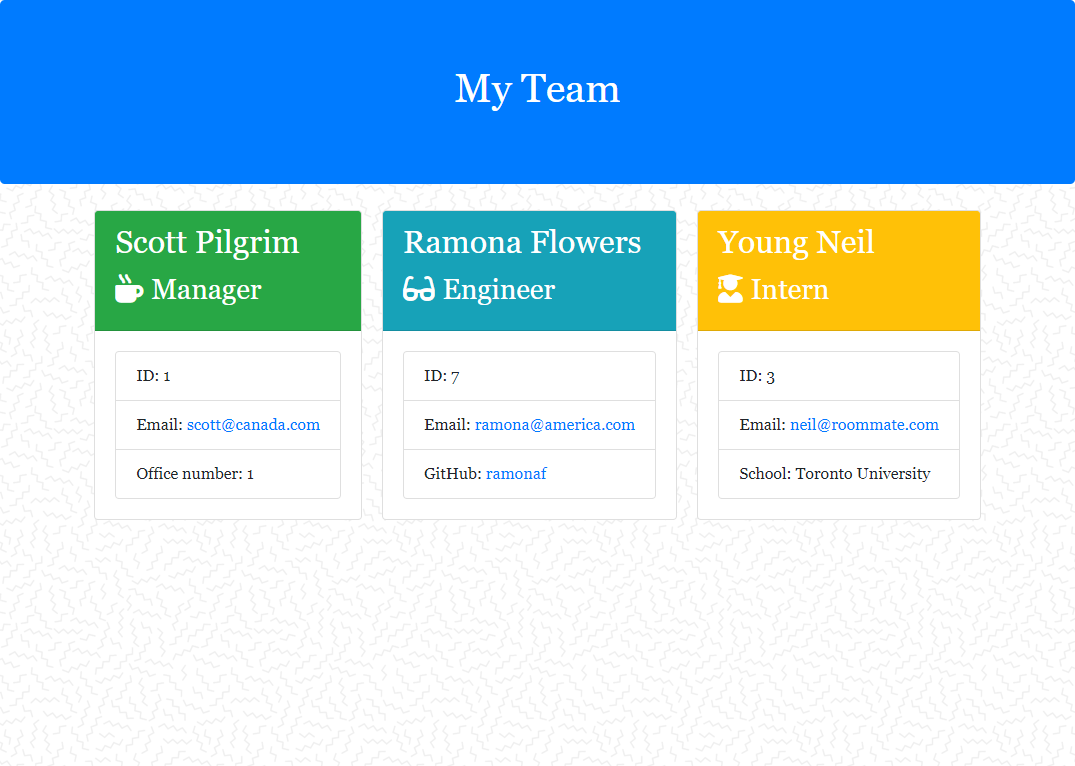 My Team
Scott Pilgrim
Manager
ID: 1
Email: scott@canada.com
Office number: 1
Ramona Flowers
Engineer
ID: 7
Email: ramona@america.com
GitHub: ramonaf
Young Neil
Intern
ID: 3
Email: neil@roommate.com
School: Toronto University